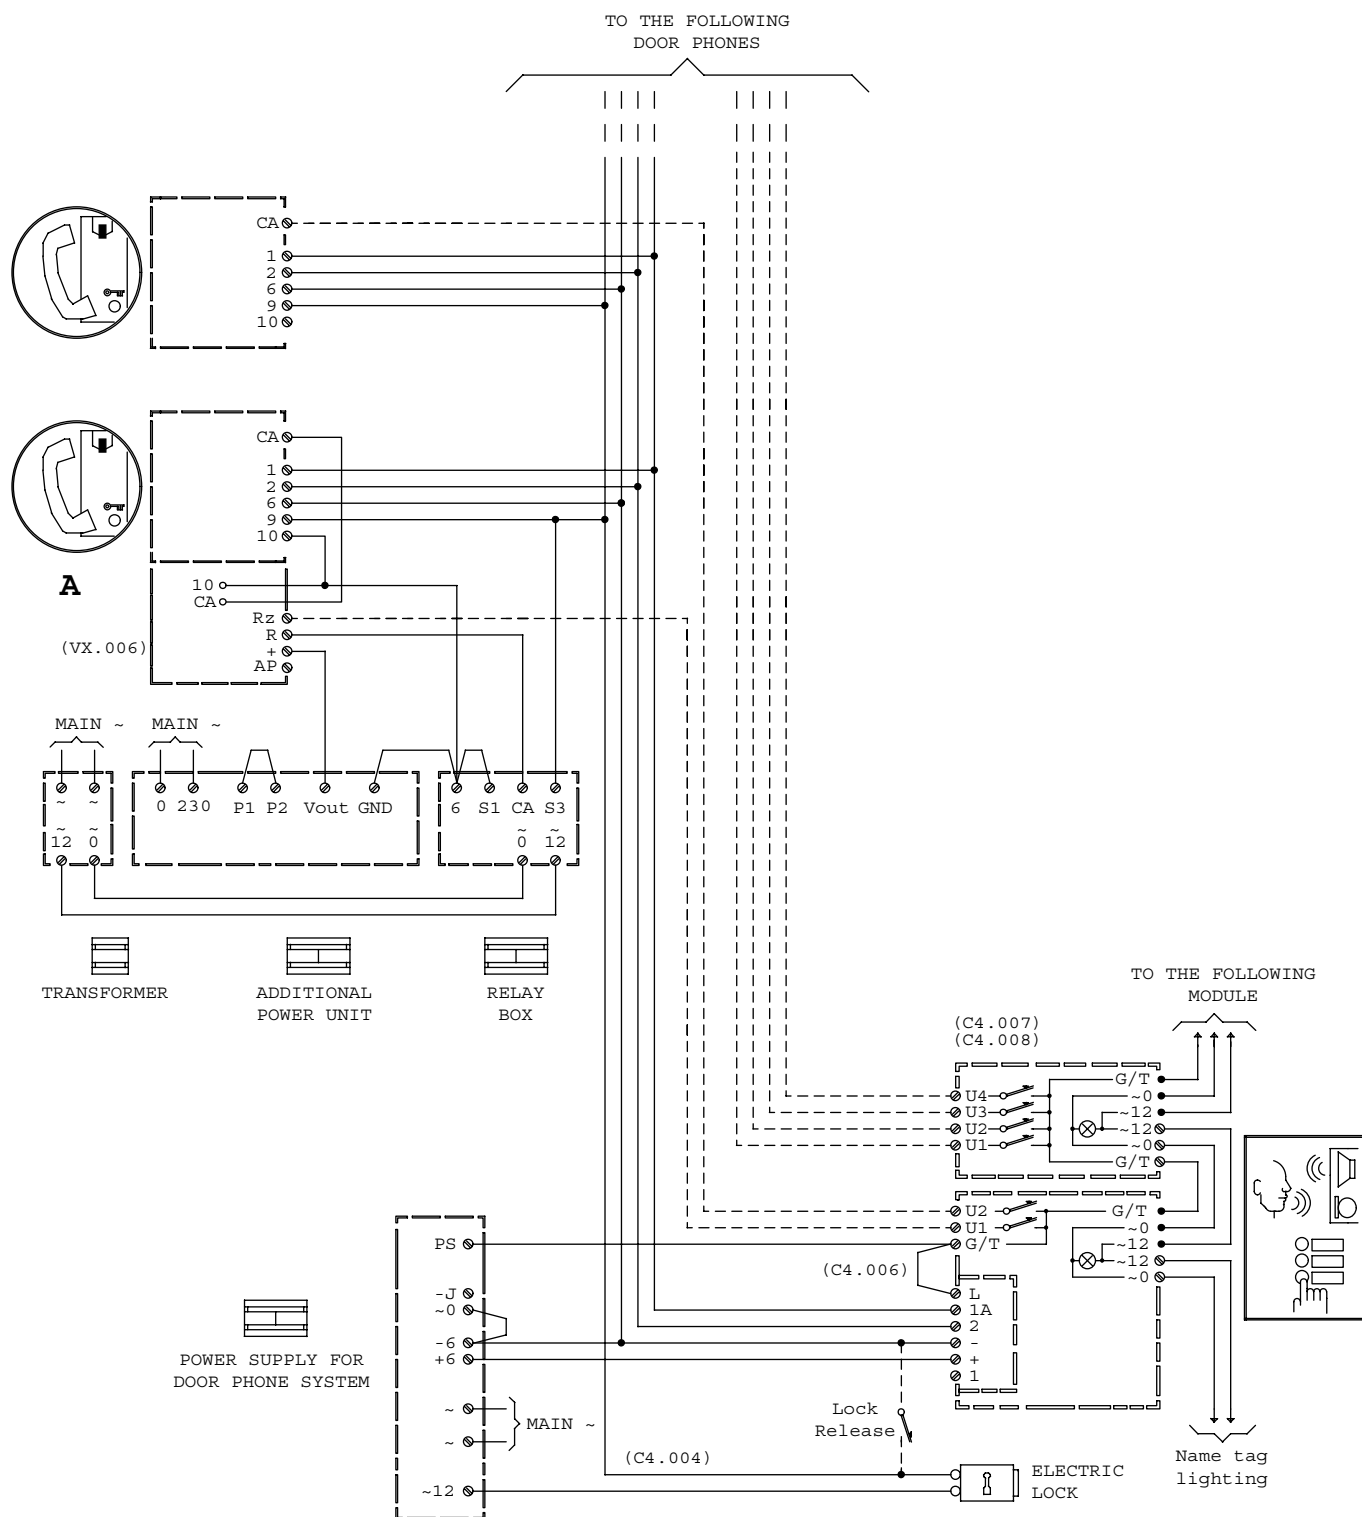 TO THE FOLLOWING
DOOR PHONES
CA
1
2
6
9
10
CA
1
2
6
9
10
A
10
CA
Rz
R
+
AP
(VX.006)
MAIN ~
MAIN ~
~ ~
0 230 P1 P2 Vout GND
6 S1 CA S3
~ ~
12 0
~ ~
0 12
TRANSFORMER
ADDITIONAL
POWER UNIT
RELAY
BOX
TO THE FOLLOWING
MODULE
(C4.007)
(C4.008)
G/T
U4 ~0
U3 ~12
U2 ~12
U1 ~0
G/T
U2 G/T
U1 ~0
G/T ~12
~12
~0
(C4.006)
L
1A
2
-
+
1
PS
-J
~0
-6
+6
~
~
MAIN ~
~12
POWER SUPPLY FOR
DOOR PHONE SYSTEM
Lock
Release
(C4.004)
ELECTRIC
LOCK
Name tag
lighting